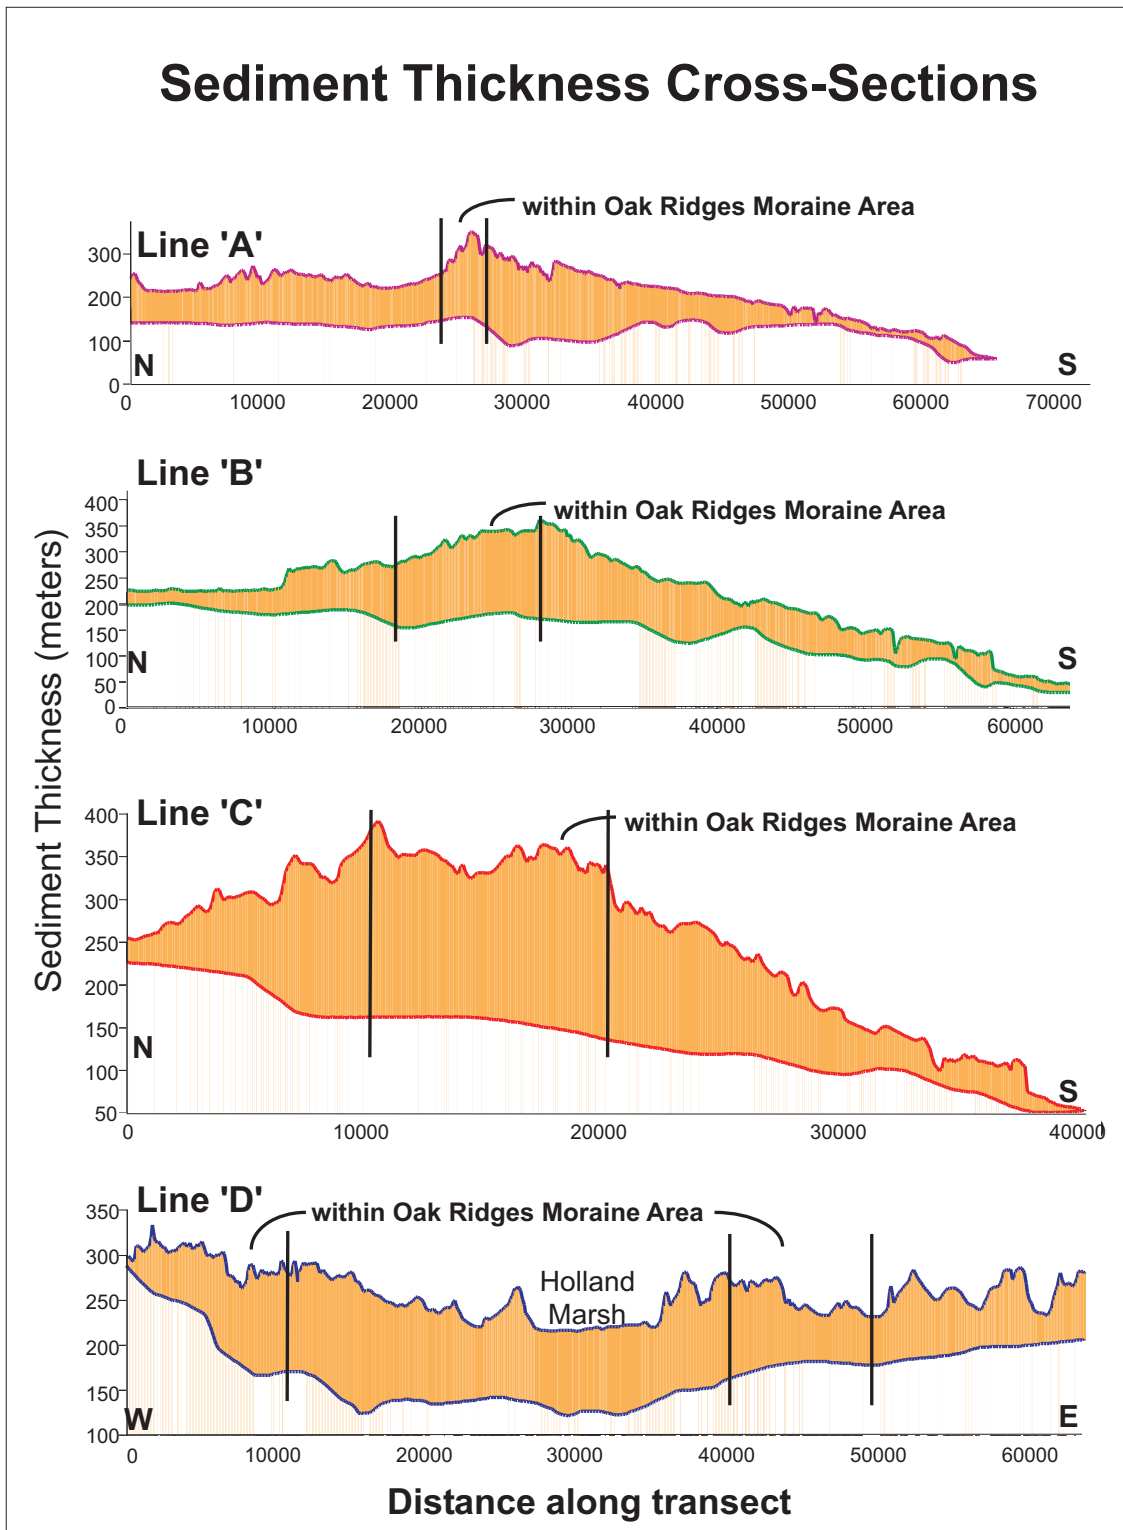 Sediment Thickness Cross-Sections
within Oak Ridges Moraine Area
Line 'A'
300
200
100
0
N
S
0 10000 20000 30000 40000 50000 60000 70000
Line 'B'
within Oak Ridges Moraine Area
400
350
300
250
200
150
100
50
0
N
S
0 10000 20000 30000 40000 50000 60000
Sediment Thickness (meters)
Line 'C'
within Oak Ridges Moraine Area
400
350
300
250
200
150
100
50
N
S
0 10000 20000 30000 40000
Line 'D'
within Oak Ridges Moraine Area
350
300
250
200
150
100
Holland
Marsh
W
E
0 10000 20000 30000 40000 50000 60000
Distance along transect